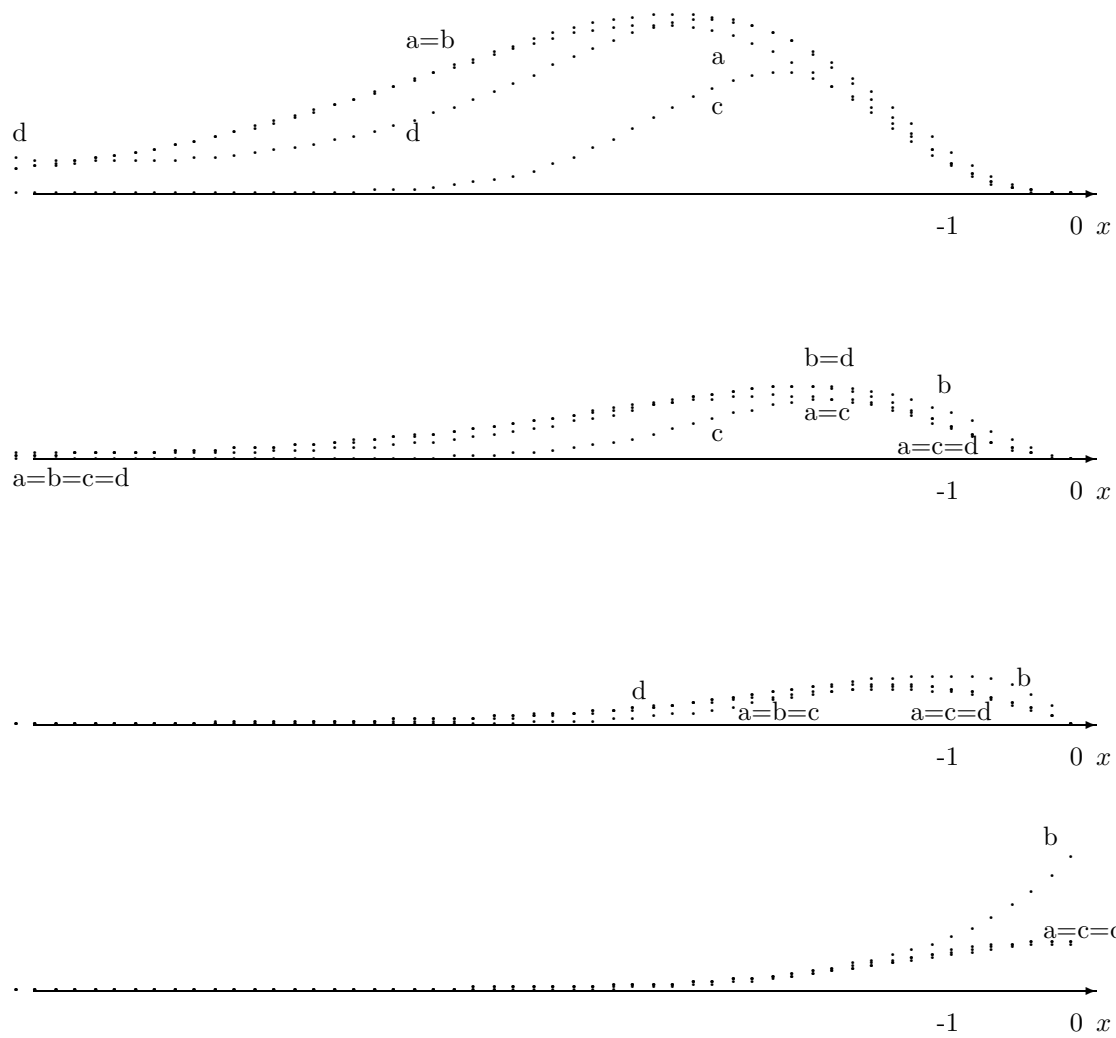 a=b
a
c
d
d
-1 0 x
b=d
b
a=c
c
a=c=d
a=b=c=d
-1 0 x
d
b
a=b=c
a=c=d
-1 0 x
b
a=c=
-1 0 x